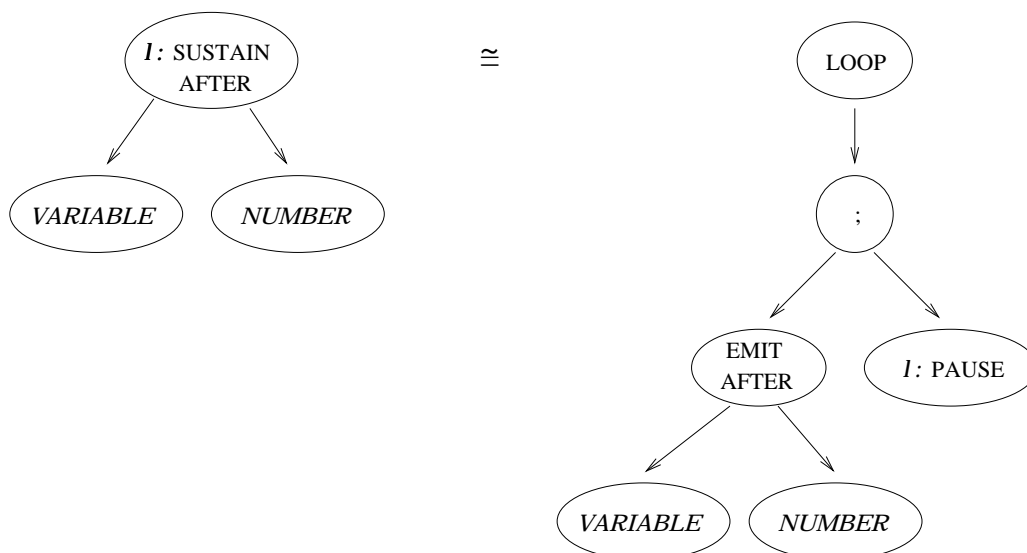 l: SUSTAIN
AFTER
VARIABLE
NUMBER
≅
LOOP
;
EMIT
AFTER
l: PAUSE
VARIABLE
NUMBER